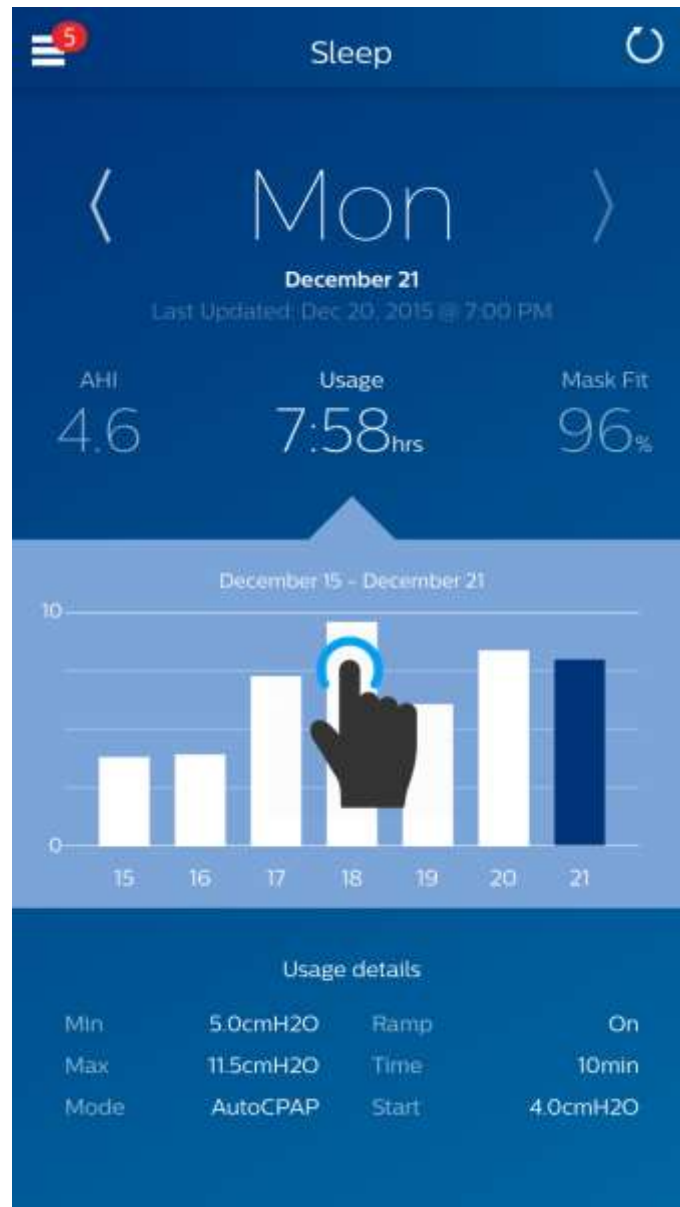 5
Sleep
Mon
December 21
Last Updated: Dec 20, 2015 @ 7:00 PM
AHI Usage Mask Fit
4.6 7:58hrs 96%
December 15 - December 21
10
0
15 16 17 18 19 20 21
Usage details
Min 5.0cmH2O Ramp On
Max 11.5cmH2O Time 10min
Mode AutoCPAP Start 4.0cmH2O